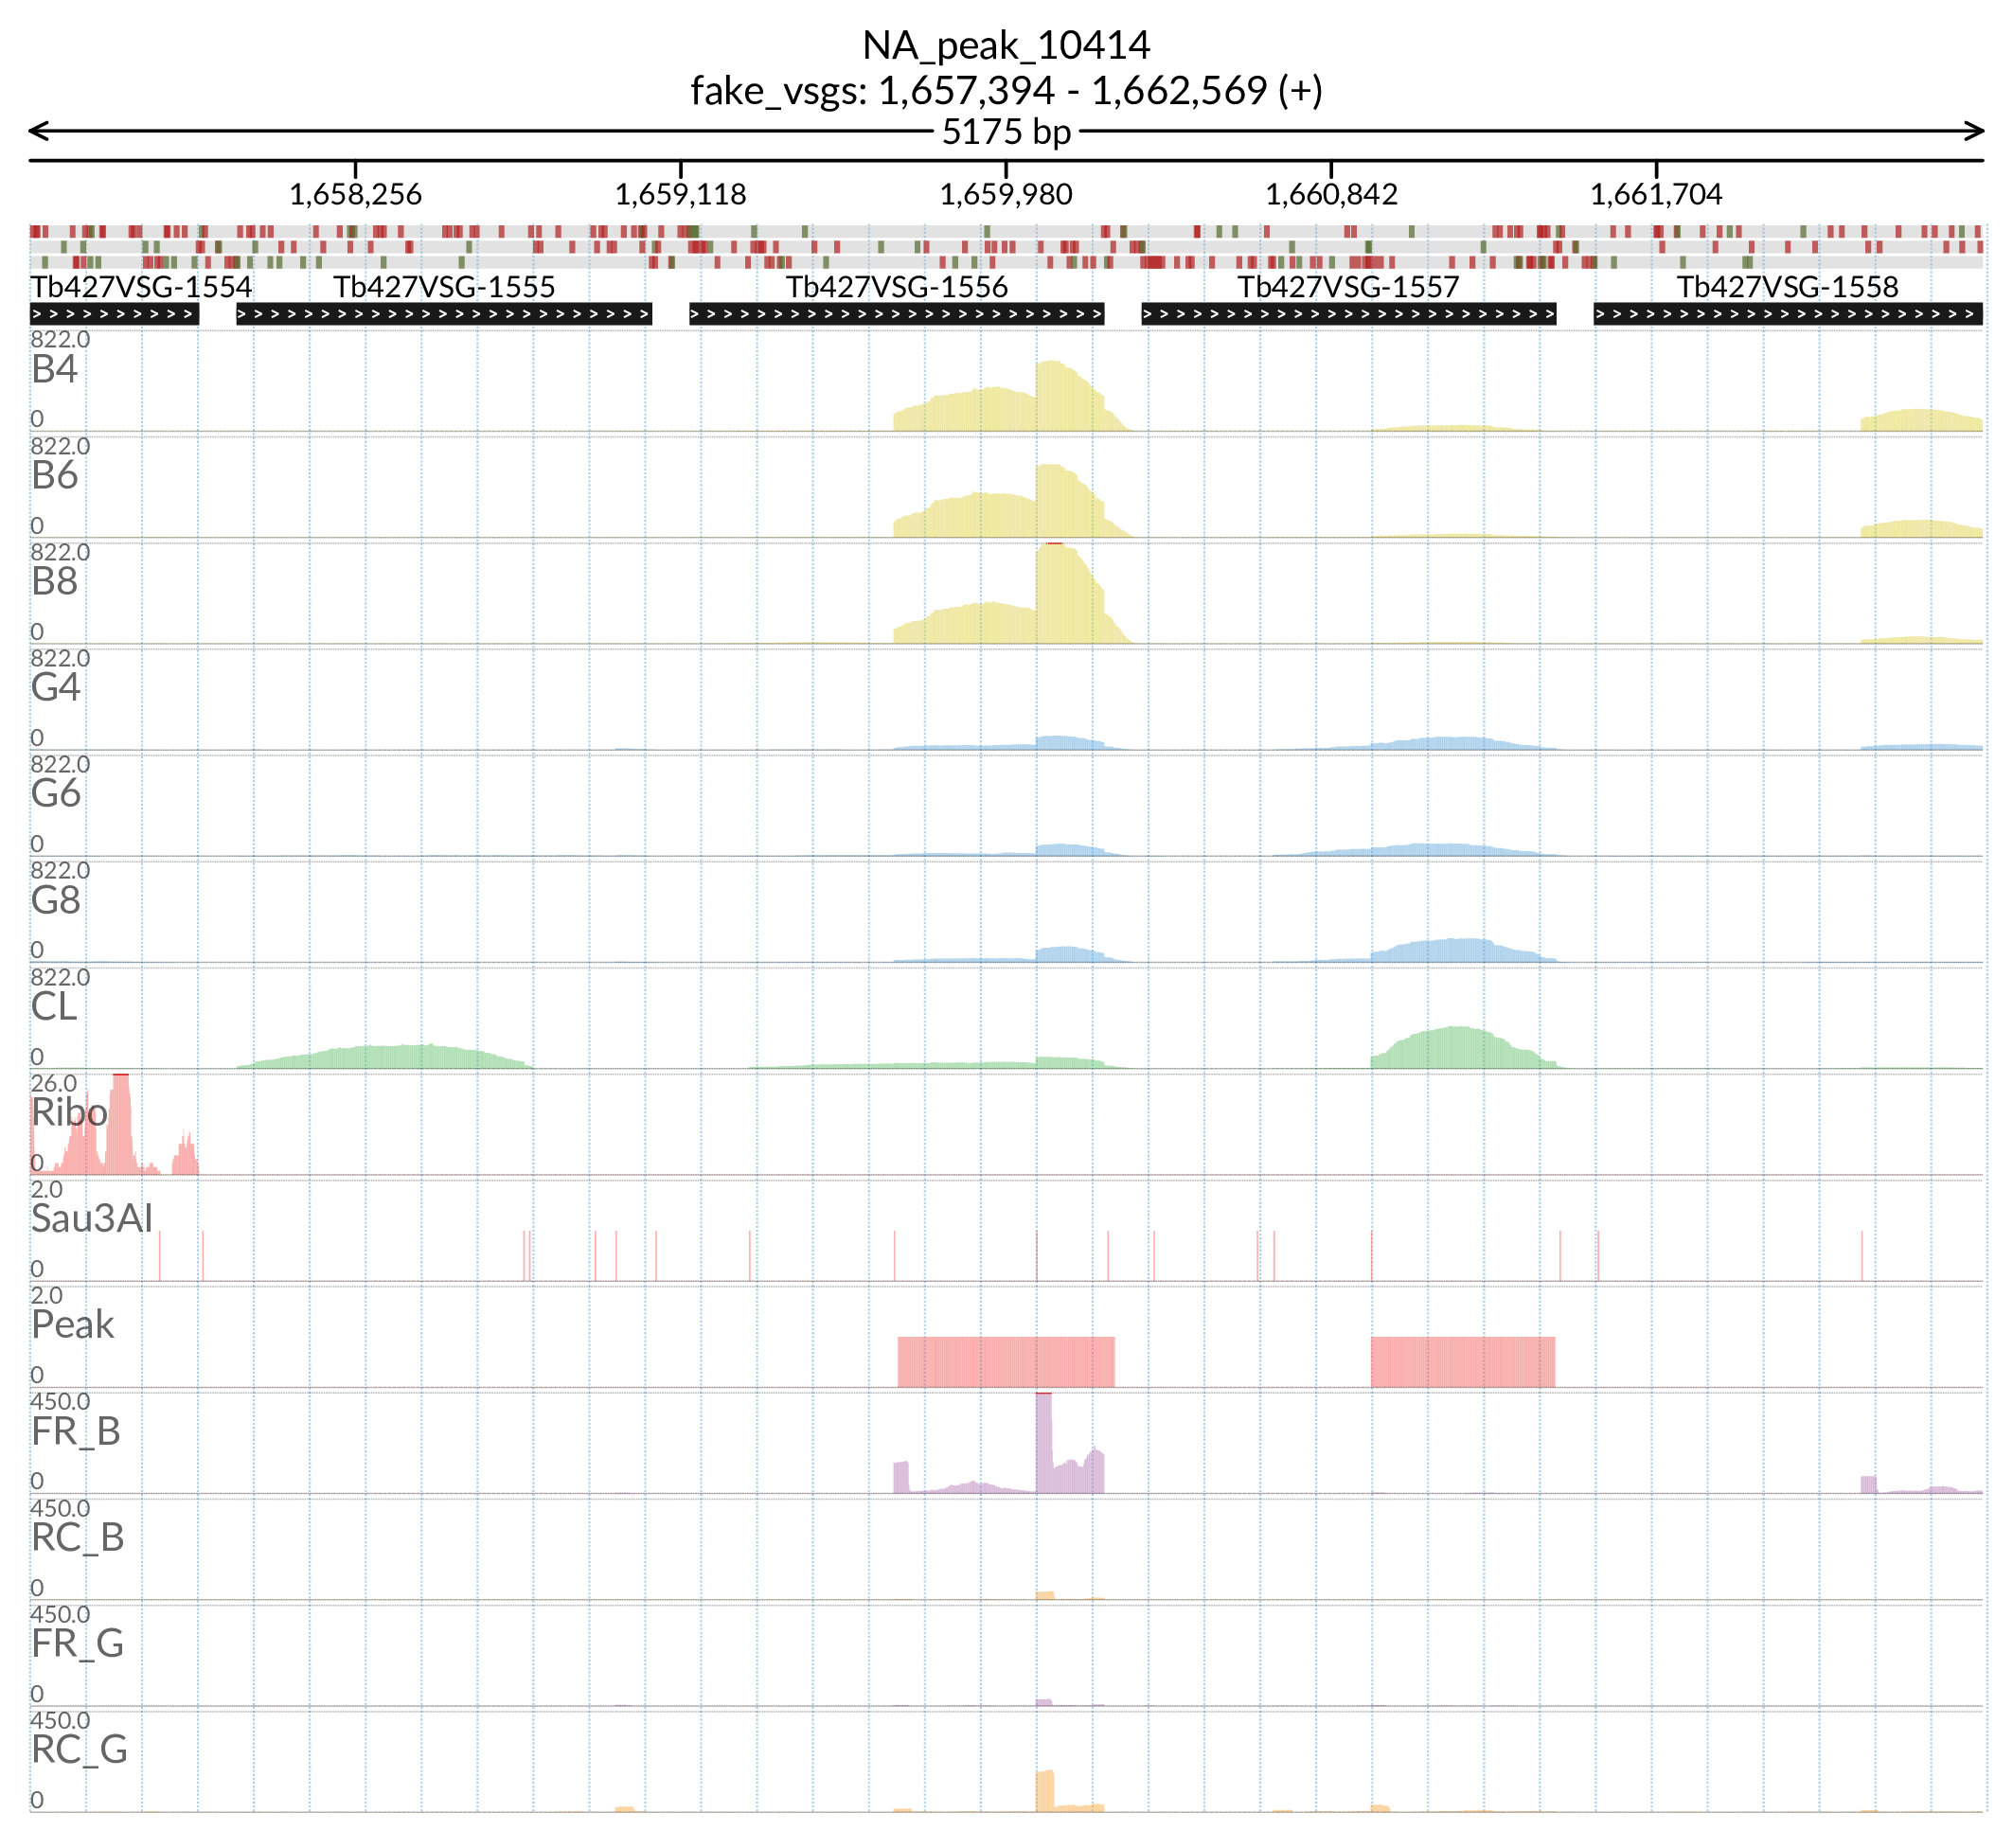 NA_peak_10414
fake_vsgs: 1,657,394 - 1,662,569 (+)
5175 bp
1,658,256 1,659,118 1,659,980 1,660,842 1,661,704
Tb427VSG-1554 Tb427VSG-1555 Tb427VSG-1556 Tb427VSG-1557 Tb427VSG-1558
822.0
B4
0
822.0
B6
0
822.0
B8
0
822.0
G4
0
822.0
G6
0
822.0
G8
0
822.0
CL
0
26.0
Ribo
0
2.0
Sau3AI
0
2.0
Peak
0
450.0
FR_B
0
450.0
RC_B
0
450.0
FR_G
0
450.0
RC_G
0